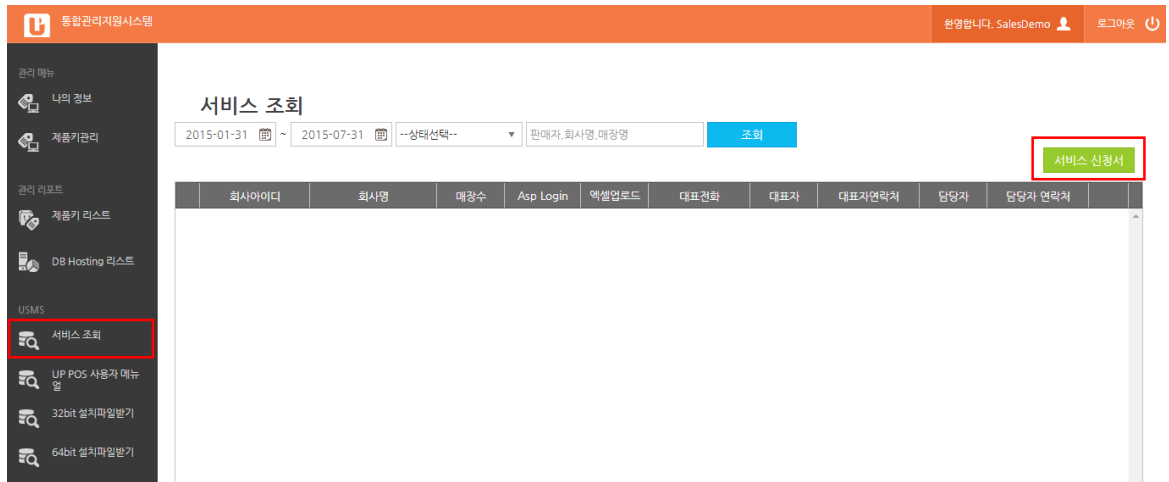 통합관리지원시스템
환영합니다, SalesDemo
로그아웃
관리 메뉴
나의 정보
제품키관리
관리 리포트
제품키 리스트
DB Hosting 리스트
USMS
서비스 조회
UP POS 사용자 메뉴
얼
32bit 설치파일받기
64bit 설치파일받기
서비스 조회
2015-01-31 ~ 2015-07-31 --상태선택-- 판매자,회사명,매장명 조회
서비스 신청서
회사아이디 회사명 매장수 Asp Login 엑셀업로드 대표전화 대표자 대표자연락처 담당자 담당자 연락처